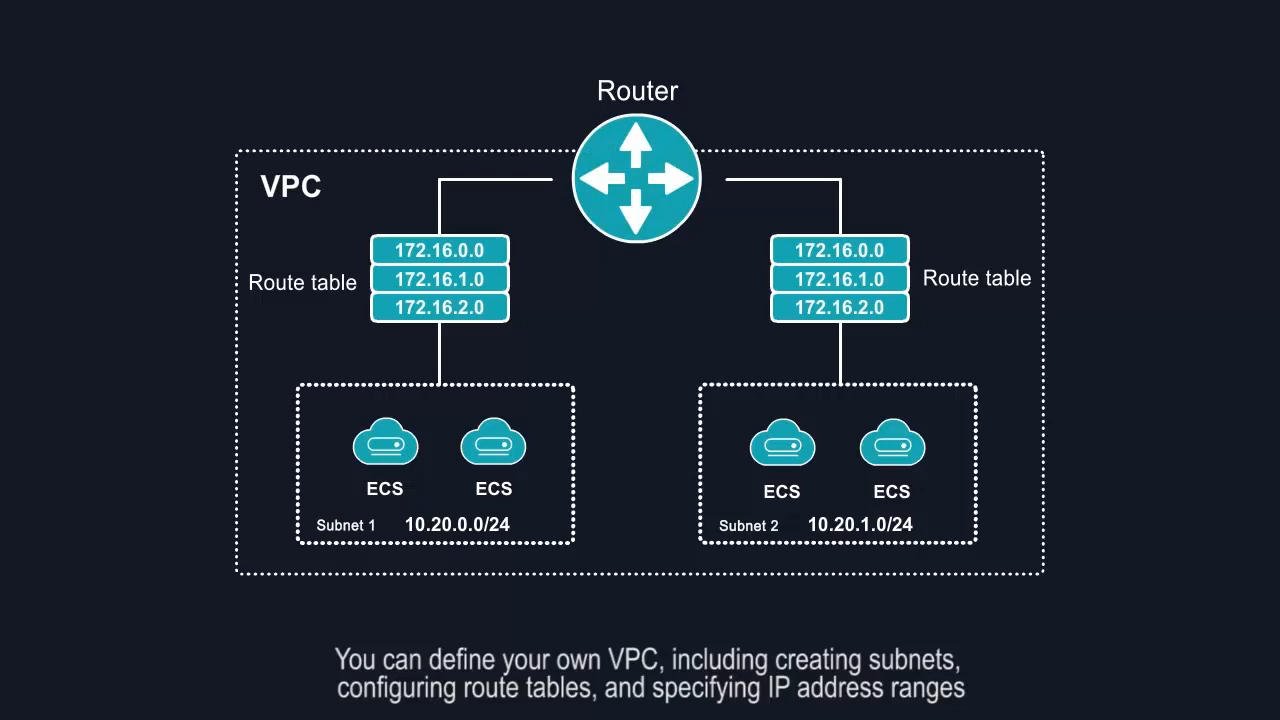 Router
VPC
Route table
172.16.0.0
172.16.1.0
172.16.2.0
172.16.0.0
172.16.1.0
172.16.2.0
Route table
ECS
ECS
Subnet 1 10.20.0.0/24
ECS
ECS
Subnet 2 10.20.1.0/24
You can define your own VPC, including creating subnets,
configuring route tables, and specifying IP address ranges